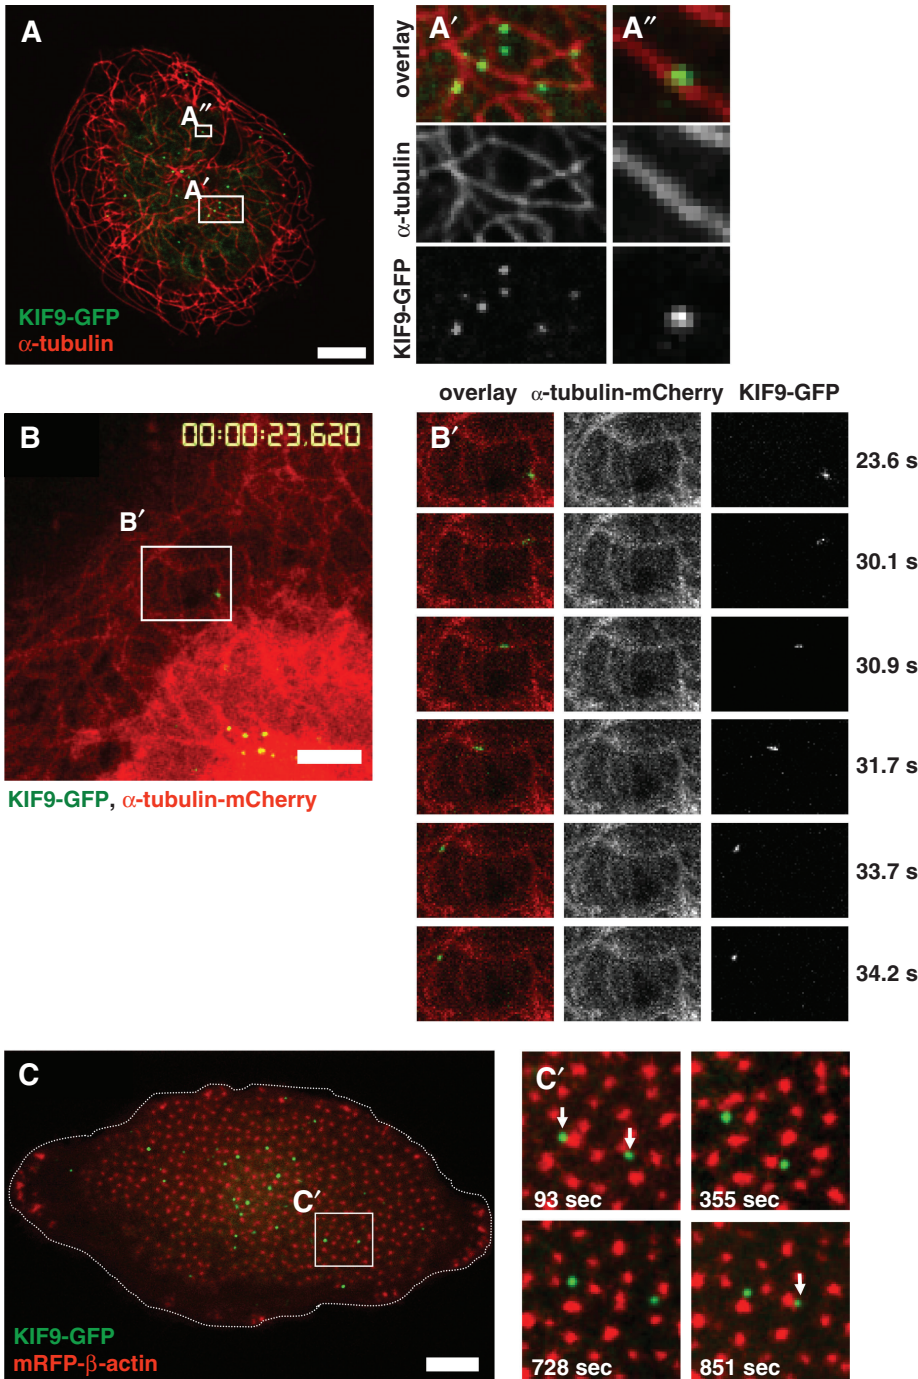 A
A″
A′
KIF9-GFP
α-tubulin
overlay
α-tubulin
KIF9-GFP
A′
A″
B
00:00:23,620
B′
KIF9-GFP, α-tubulin-mCherry
overlay α-tubulin-mCherry KIF9-GFP
B′
23.6 s
30.1 s
30.9 s
31.7 s
33.7 s
34.2 s
C
C′
KIF9-GFP
mRFP-β-actin
C′
93 sec
355 sec
728 sec
851 sec